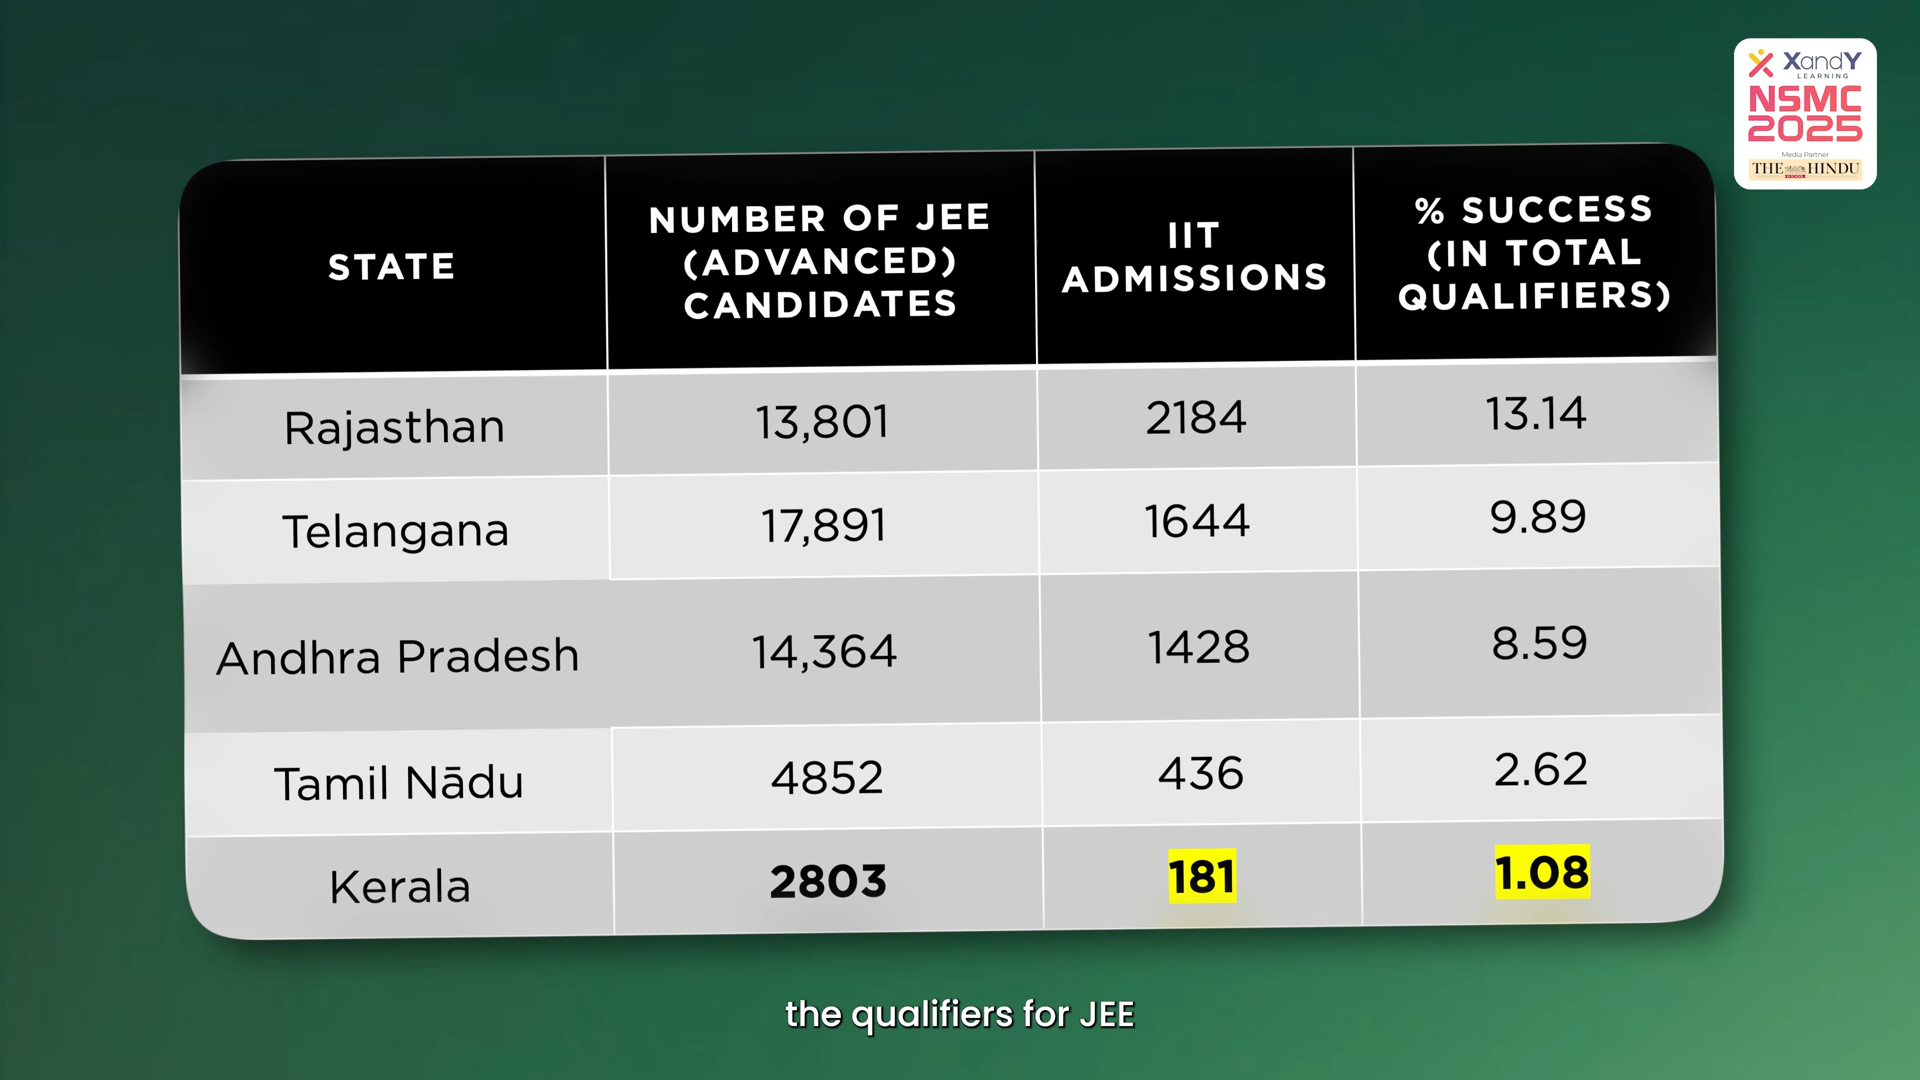 XandY
LEARNING
NSMC
2025
Media Partner
THE HINDU
STATE
NUMBER OF JEE
(ADVANCED)
CANDIDATES
IIT
ADMISSIONS
% SUCCESS
(IN TOTAL
QUALIFIERS)
Rajasthan 13,801 2184 13.14
Telangana 17,891 1644 9.89
Andhra Pradesh 14,364 1428 8.59
Tamil Nādu 4852 436 2.62
Kerala 2803 181 1.08
the qualifiers for JEE